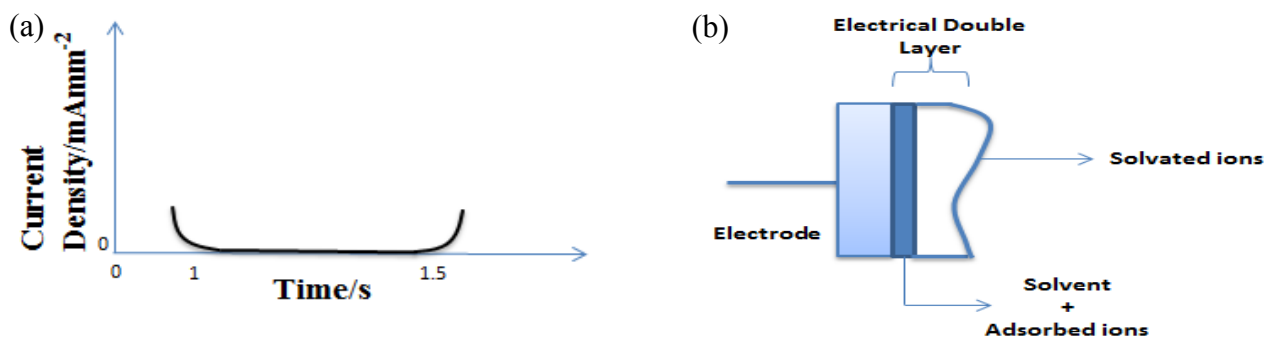 (a)
Current
Density/mAmm-2
0
0
1
1.5
Time/s
(b)
Electrical Double
Layer
Solvated ions
Electrode
Solvent
+
Adsorbed ions